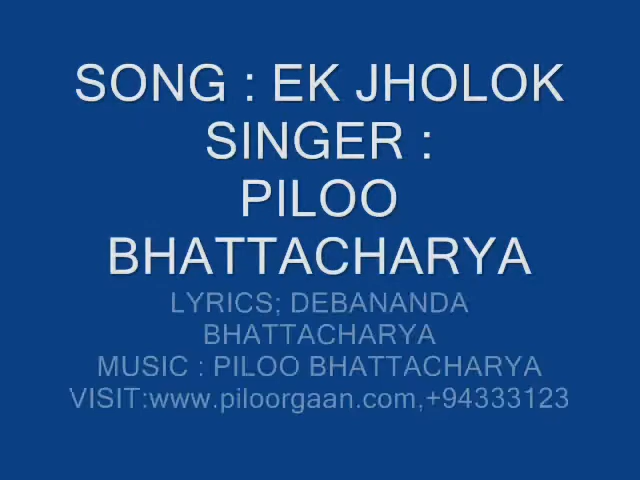 SONG : EK JHOLOK
SINGER :
PILOO
BHATTACHARYA
LYRICS; DEBANANDA
BHATTACHARYA
MUSIC : PILOO BHATTACHARYA
VISIT:www.piloorgaan.com,+94333123